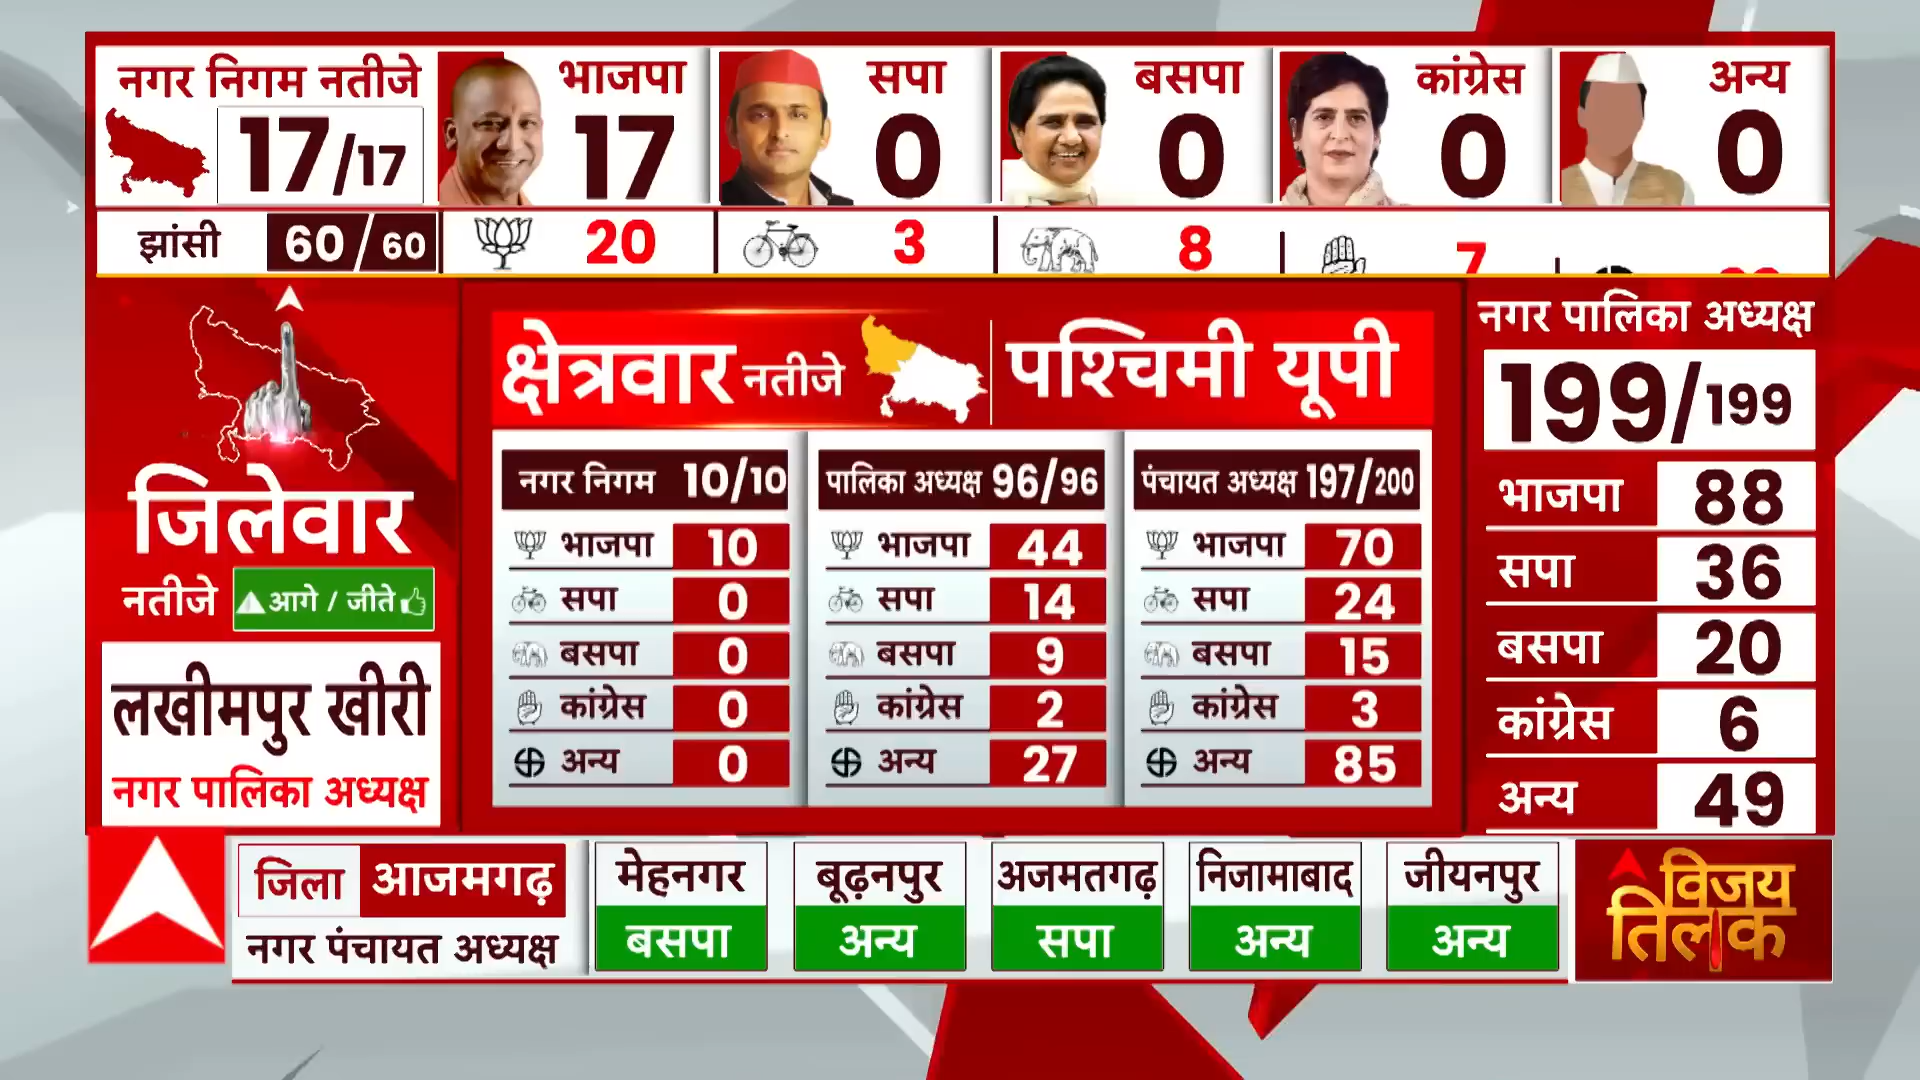 नगर निगम नतीजे
17/17
भाजपा
17
सपा
0
बसपा
0
कांग्रेस
0
अन्य
0
झांसी 60/60
20
3
8
7
जिलेवार
नतीजे आगे / जीते
लखीमपुर खीरी
नगर पालिका अध्यक्ष
क्षेत्रवार नतीजे पश्चिमी यूपी
नगर निगम 10/10
भाजपा 10
सपा 0
बसपा 0
कांग्रेस 0
अन्य 0
पालिका अध्यक्ष 96/96
भाजपा 44
सपा 14
बसपा 9
कांग्रेस 2
अन्य 27
पंचायत अध्यक्ष 197/200
भाजपा 70
सपा 24
बसपा 15
कांग्रेस 3
अन्य 85
नगर पालिका अध्यक्ष
199/199
भाजपा 88
सपा 36
बसपा 20
कांग्रेस 6
अन्य 49
जिला आजमगढ़
नगर पंचायत अध्यक्ष
मेहनगर
बसपा
बूढ़नपुर
अन्य
अजमतगढ़
सपा
निजामाबाद
अन्य
जीयनपुर
अन्य
विजय
तिलक